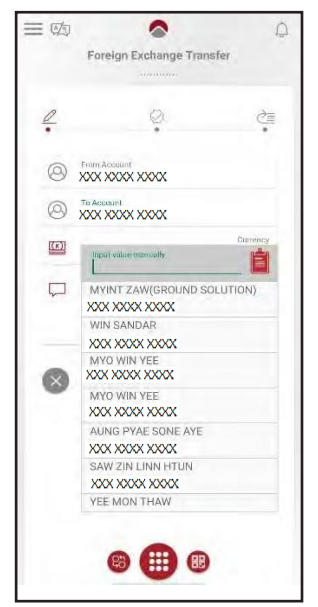 Foreign Exchange Transfer
From Account
XXX XXXX XXXX
To Account
XXX XXXX XXXX
Currency
Input value manually
MYINT ZAW(GROUND SOLUTION)
XXX XXXX XXXX
WIN SANDAR
XXX XXXX XXXX
MYO WIN YEE
XXX XXXX XXXX
MYO WIN YEE
XXX XXXX XXXX
AUNG PYAE SONE AYE
XXX XXXX XXXX
SAW ZIN LINN HTUN
XXX XXXX XXXX
YEE MON THAW